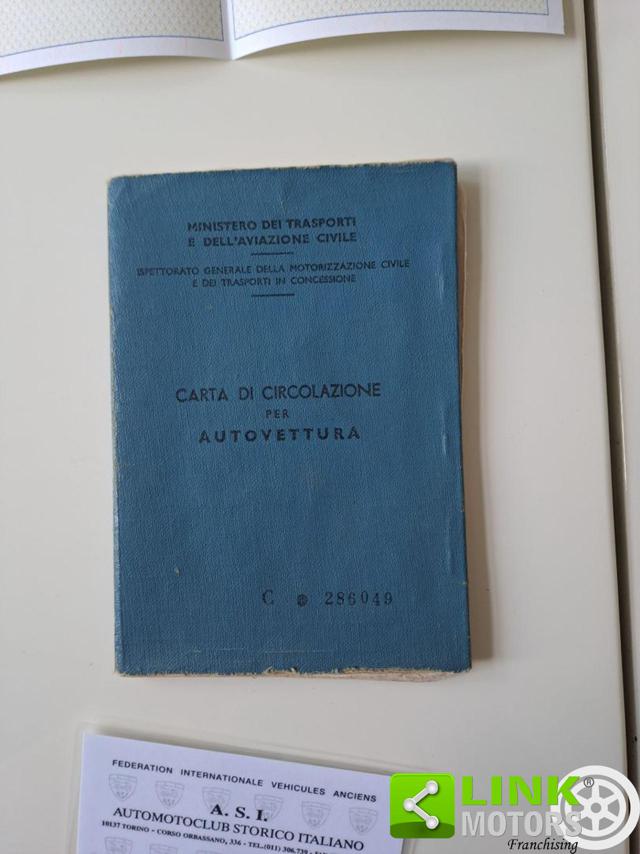 MINISTERO DEI TRASPORTI
E DELL'AVIAZIONE CIVILE
ISPETTORATO GENERALE DELLA MOTORIZZAZIONE CIVILE
E DEI TRASPORTI IN CONCESSIONE
CARTA DI CIRCOLAZIONE
PER
AUTOVETTURA
C 286049
FEDERATION INTERNATIONALE VEHICULES ANCIENS
A. S. I.
AUTOMOTOCLUB STORICO ITALIANO
10137 TORINO - CORSO ORBASSANO, 336 - TEL.(011) 306.739
LINK
MOTORS
®
Franchising